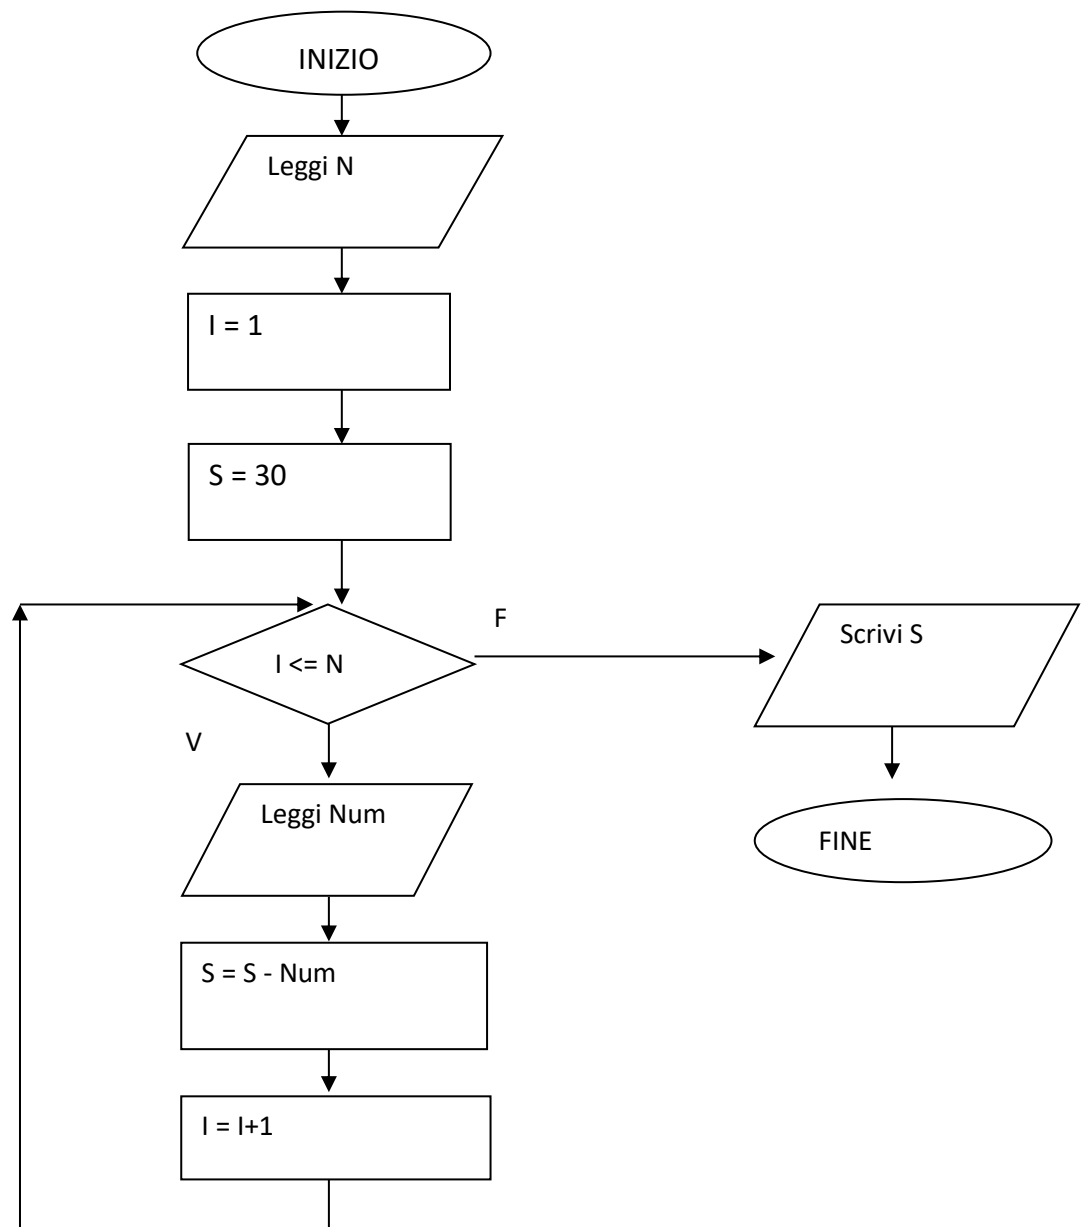 INIZIO
Leggi N
I = 1
S = 30
F
Scrivi S
I <= N
V
Leggi Num
FINE
S = S - Num
I = I+1